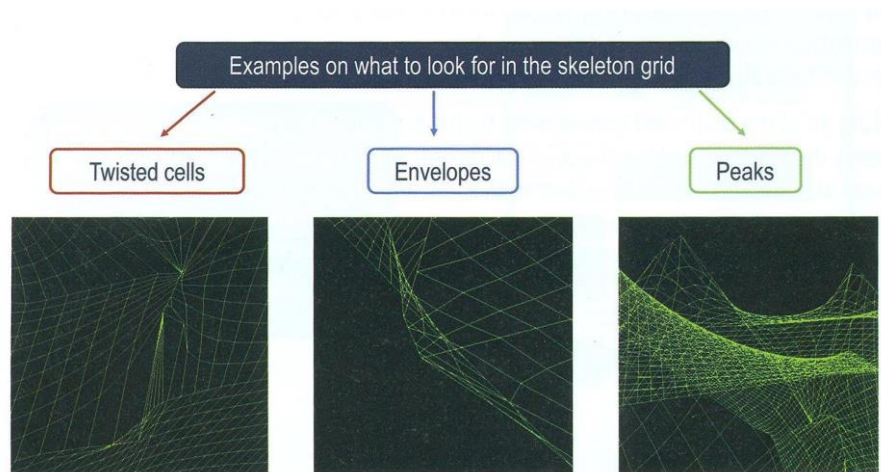 Examples on what to look for in the skeleton grid
Twisted cells
Envelopes
Peaks